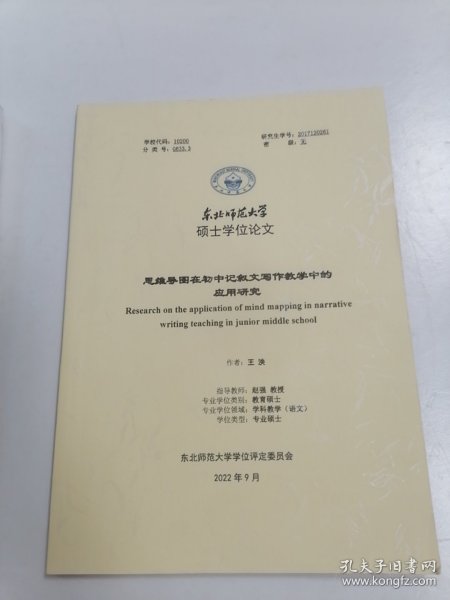 学校代码：10200
研究生学号：2017120261
分 类 号：G633.3
密 级：无
东北师范大学
硕士学位论文
思维导图在初中记叙文写作教学中的
应用研究
Research on the application of mind mapping in narrative
writing teaching in junior middle school
作者：王 泱
指导教师：赵强 教授
专业学位类别：教育硕士
专业学位领域：学科教学（语文）
学位类型：专业硕士
东北师范大学学位评定委员会
2022 年 9 月
孔夫子旧书网
www.kongfz.com